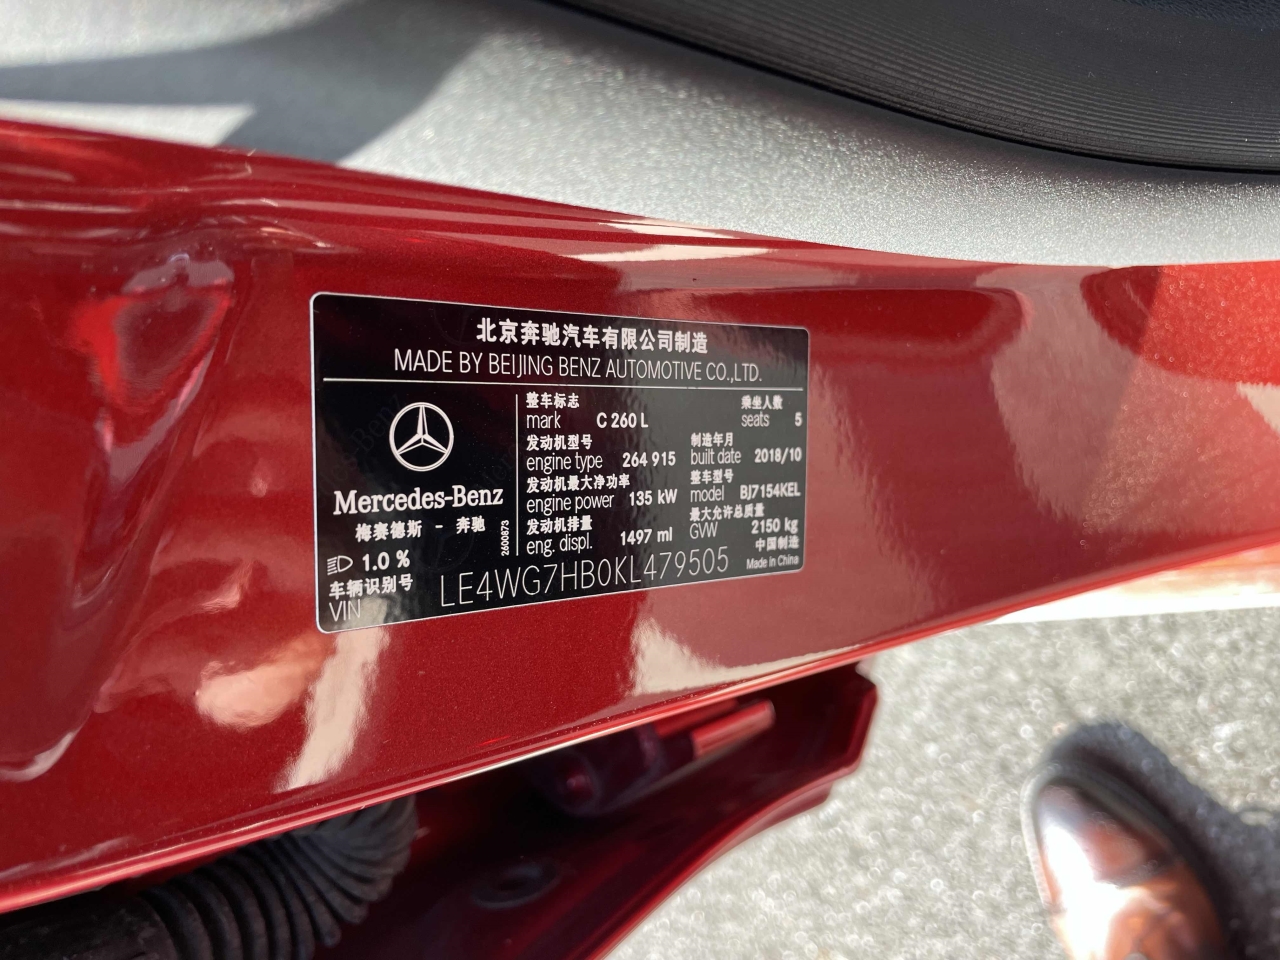 北京奔驰汽车有限公司制造
MADE BY BEIJING BENZ AUTOMOTIVE CO.,LTD.
Mercedes-Benz
梅赛德斯 - 奔驰
1.0 %
2600873
整车标志
mark C 260 L
乘坐人数
seats 5
发动机型号
engine type 264 915
制造年月
built date 2018/10
发动机最大净功率
engine power 135 kW
整车型号
model BJ7154KEL
发动机排量
eng. displ. 1497 ml
最大允许总质量
GVW 2150 kg
中国制造
Made in China
车辆识别号
VIN LE4WG7HB0KL479505